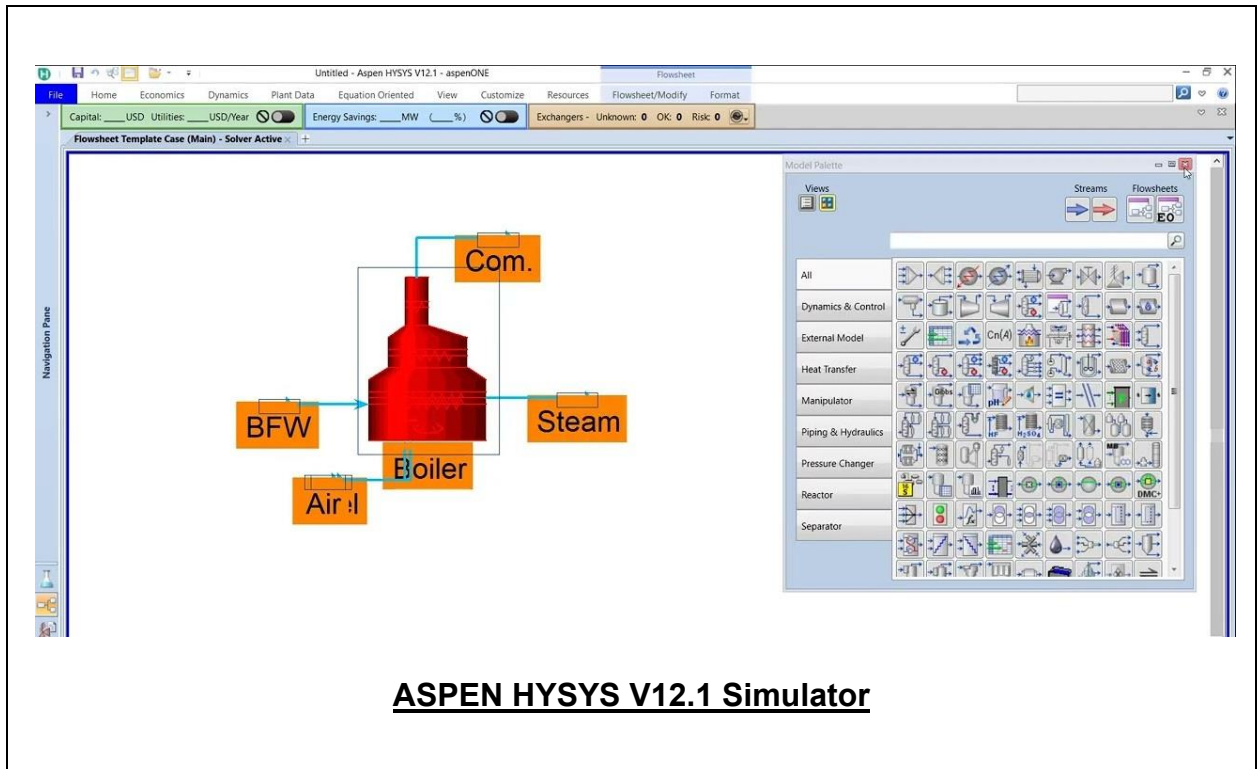 Untitled - Aspen HYSYS V12.1 - aspenONE
Flowsheet
File Home Economics Dynamics Plant Data Equation Oriented View Customize Resources Flowsheet/Modify Format
Capital: ____USD Utilities: ____USD/Year Energy Savings: ____MW (____%) Exchangers - Unknown: 0 OK: 0 Risk: 0
Flowsheet Template Case (Main) - Solver Active
Navigation Pane
Com.
BFW
Steam
Boiler
Air
Model Palette
Views
Streams Flowsheets
EO
All
Dynamics & Control
External Model
Heat Transfer
Manipulator
Piping & Hydraulics
Pressure Changer
Reactor
Separator
Cn(A)
Gibbs
pH
HF
H₂SO₄
DMC+
ASPEN HYSYS V12.1 Simulator